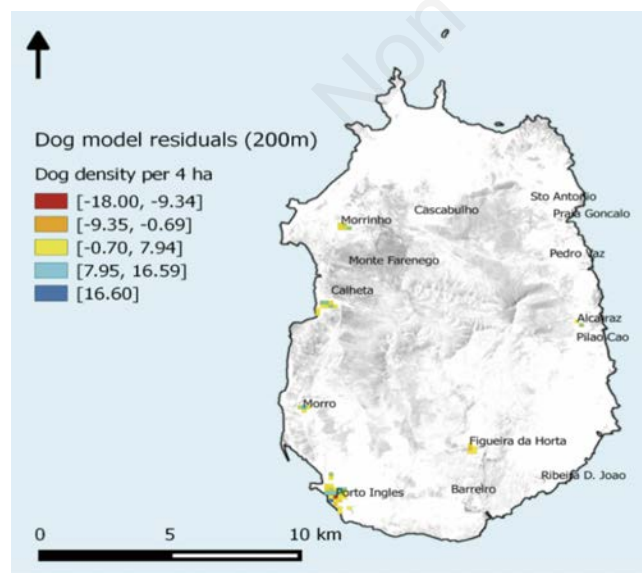 Non
Dog model residuals (200m)
Dog density per 4 ha
[-18.00, -9.34]
[-9.35, -0.69]
[-0.70, 7.94]
[7.95, 16.59]
[16.60]
Sto Antonio
Cascabulho
Praia Goncalo
Morrinho
Pedro Vaz
Monte Farenego
Calheta
Alcatraz
Pilao Cao
Morro
Figueira da Horta
Ribeira D. Joao
Porto Ingles
Barreiro
0 5 10 km